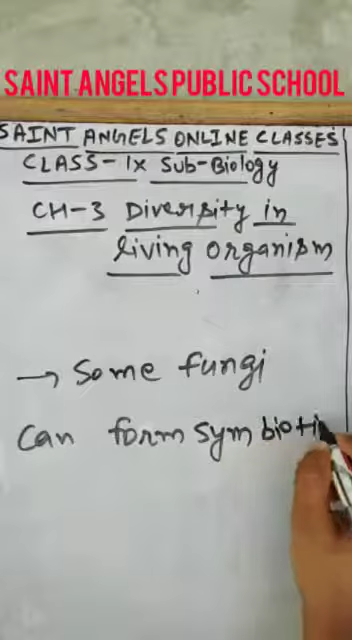 SAINT ANGELS PUBLIC SCHOOL
SAINT ANGELS ONLINE CLASSES
CLASS-IX Sub-Biology
CH-3 Diversity in
living organism
→ Some fungi
Can form symbioti